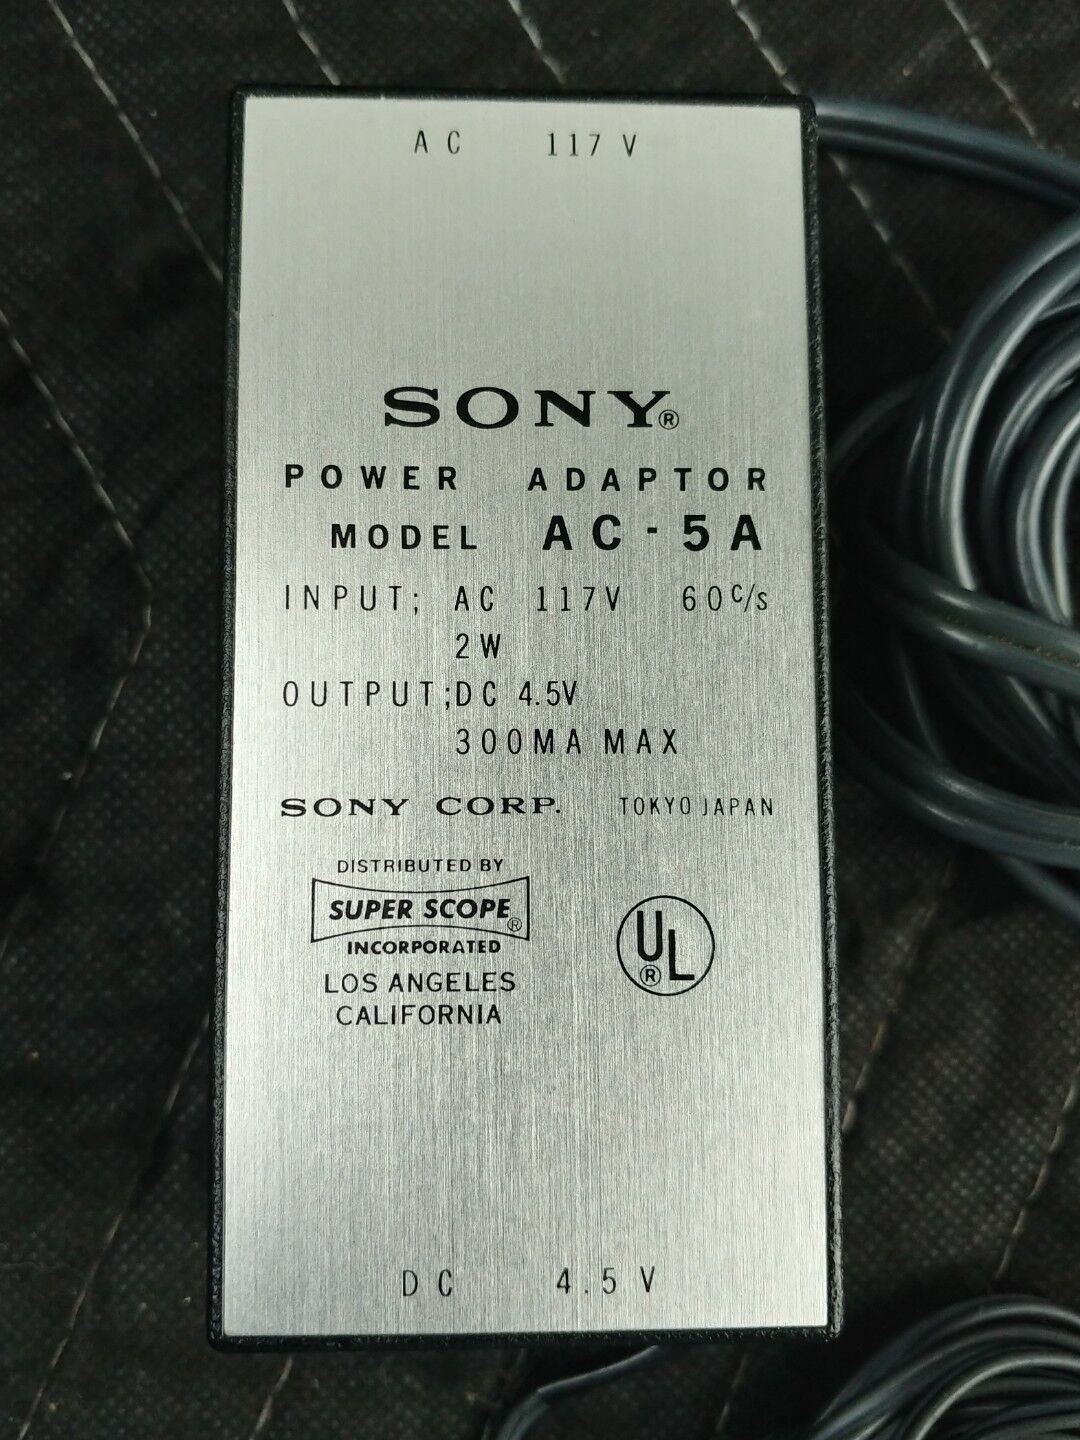 AC 117 V
SONY®
POWER ADAPTOR
MODEL AC-5A
INPUT; AC 117V 60c/s
2W
OUTPUT; DC 4.5V
300MA MAX
SONY CORP. TOKYO JAPAN
DISTRIBUTED BY
SUPER SCOPE®
INCORPORATED
LOS ANGELES
CALIFORNIA
UL®
DC 4.5 V